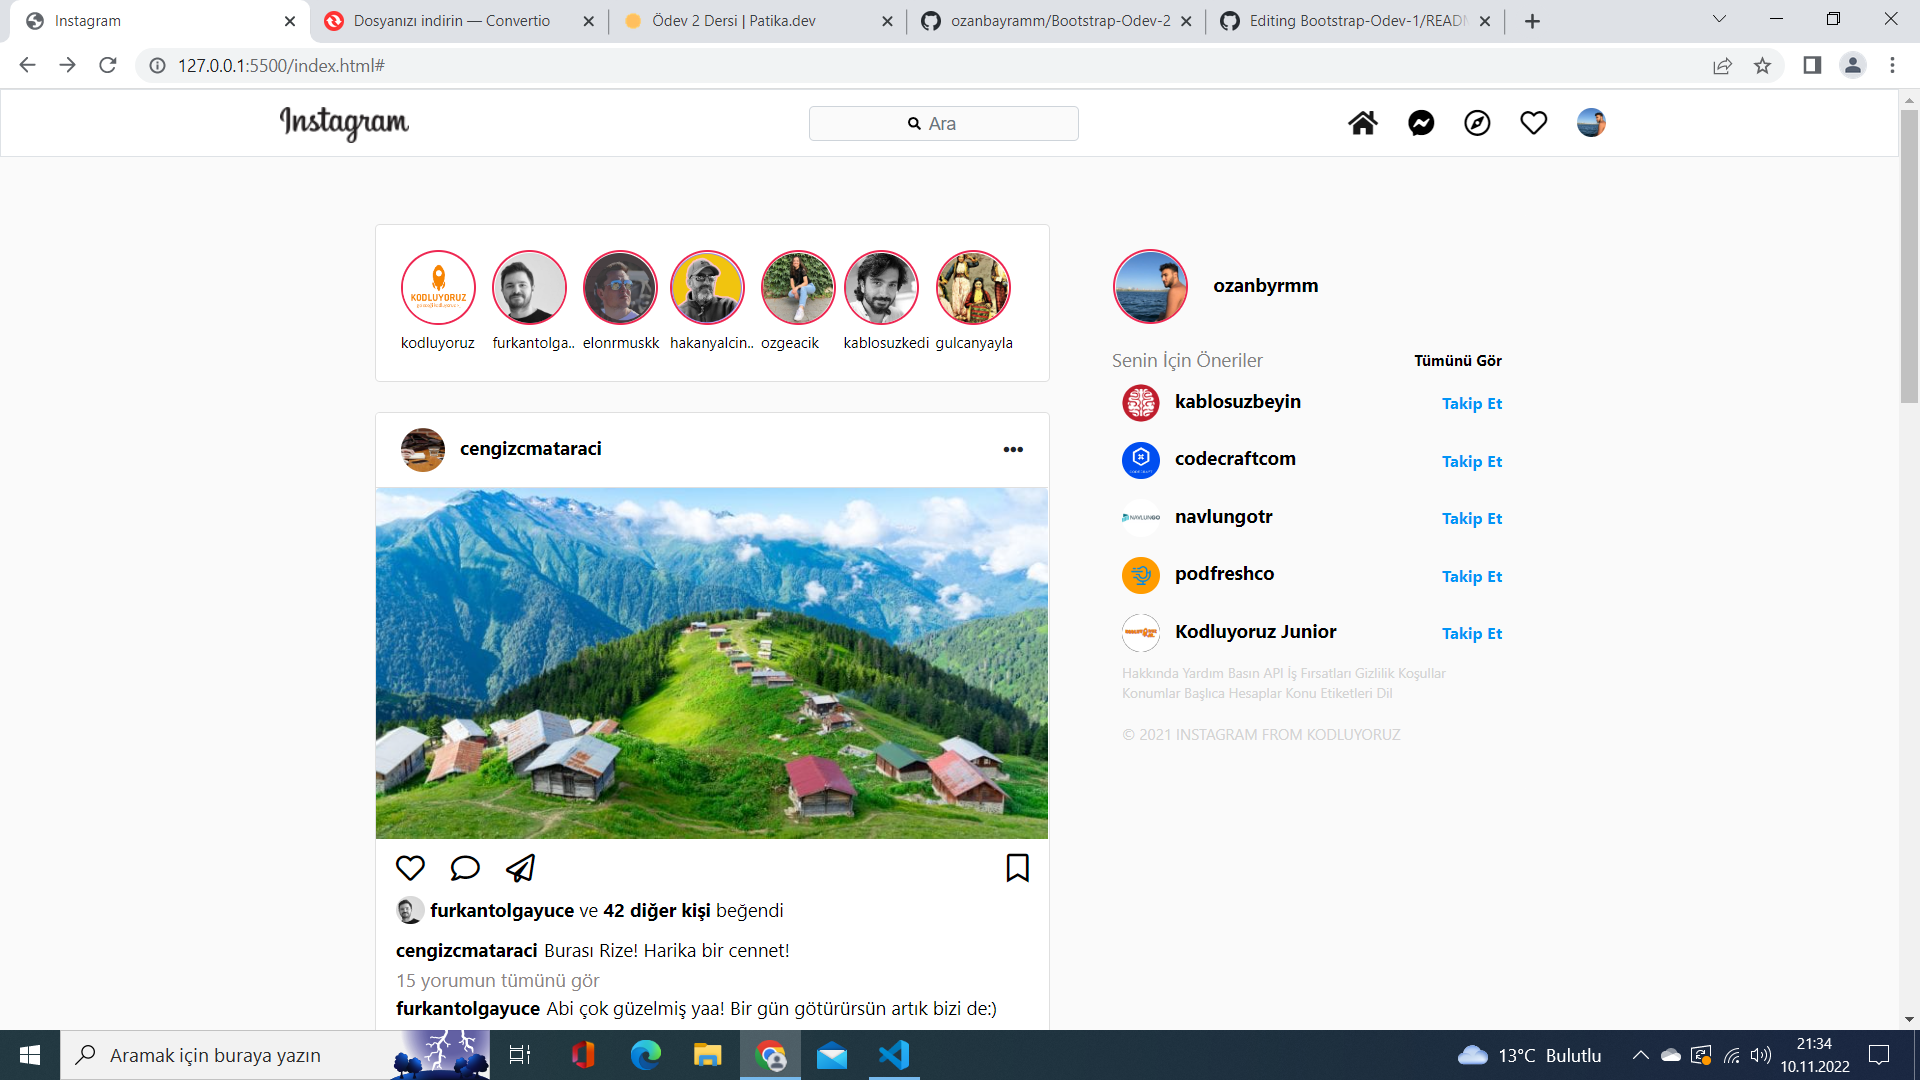 Instagram
Dosyanızı indirin — Convertio
Ödev 2 Dersi | Patika.dev
ozanbayramm/Bootstrap-Odev-2
Editing Bootstrap-Odev-1/READM
127.0.0.1:5500/index.html#
Instagram
Ara
KODLUYORUZ
kodluyoruz
furkantolga..
elonrmuskk
hakanyalcin..
ozgeacik
kablosuzkedi
gulcanyayla
ozanbyrmm
Senin İçin Öneriler
Tümünü Gör
kablosuzbeyin
Takip Et
codecraftcom
Takip Et
NAVLUNGO
navlungotr
Takip Et
podfreshco
Takip Et
Kodluyoruz Junior
Takip Et
Hakkında Yardım Basın API İş Fırsatları Gizlilik Koşullar
Konumlar Başlıca Hesaplar Konu Etiketleri Dil
© 2021 INSTAGRAM FROM KODLUYORUZ
cengizcmataraci
furkantolgayuce ve 42 diğer kişi beğendi
cengizcmataraci Burası Rize! Harika bir cennet!
15 yorumun tümünü gör
furkantolgayuce Abi çok güzelmiş yaa! Bir gün götürürsün artık bizi de:)
Aramak için buraya yazın
13°C Bulutlu
21:34
10.11.2022